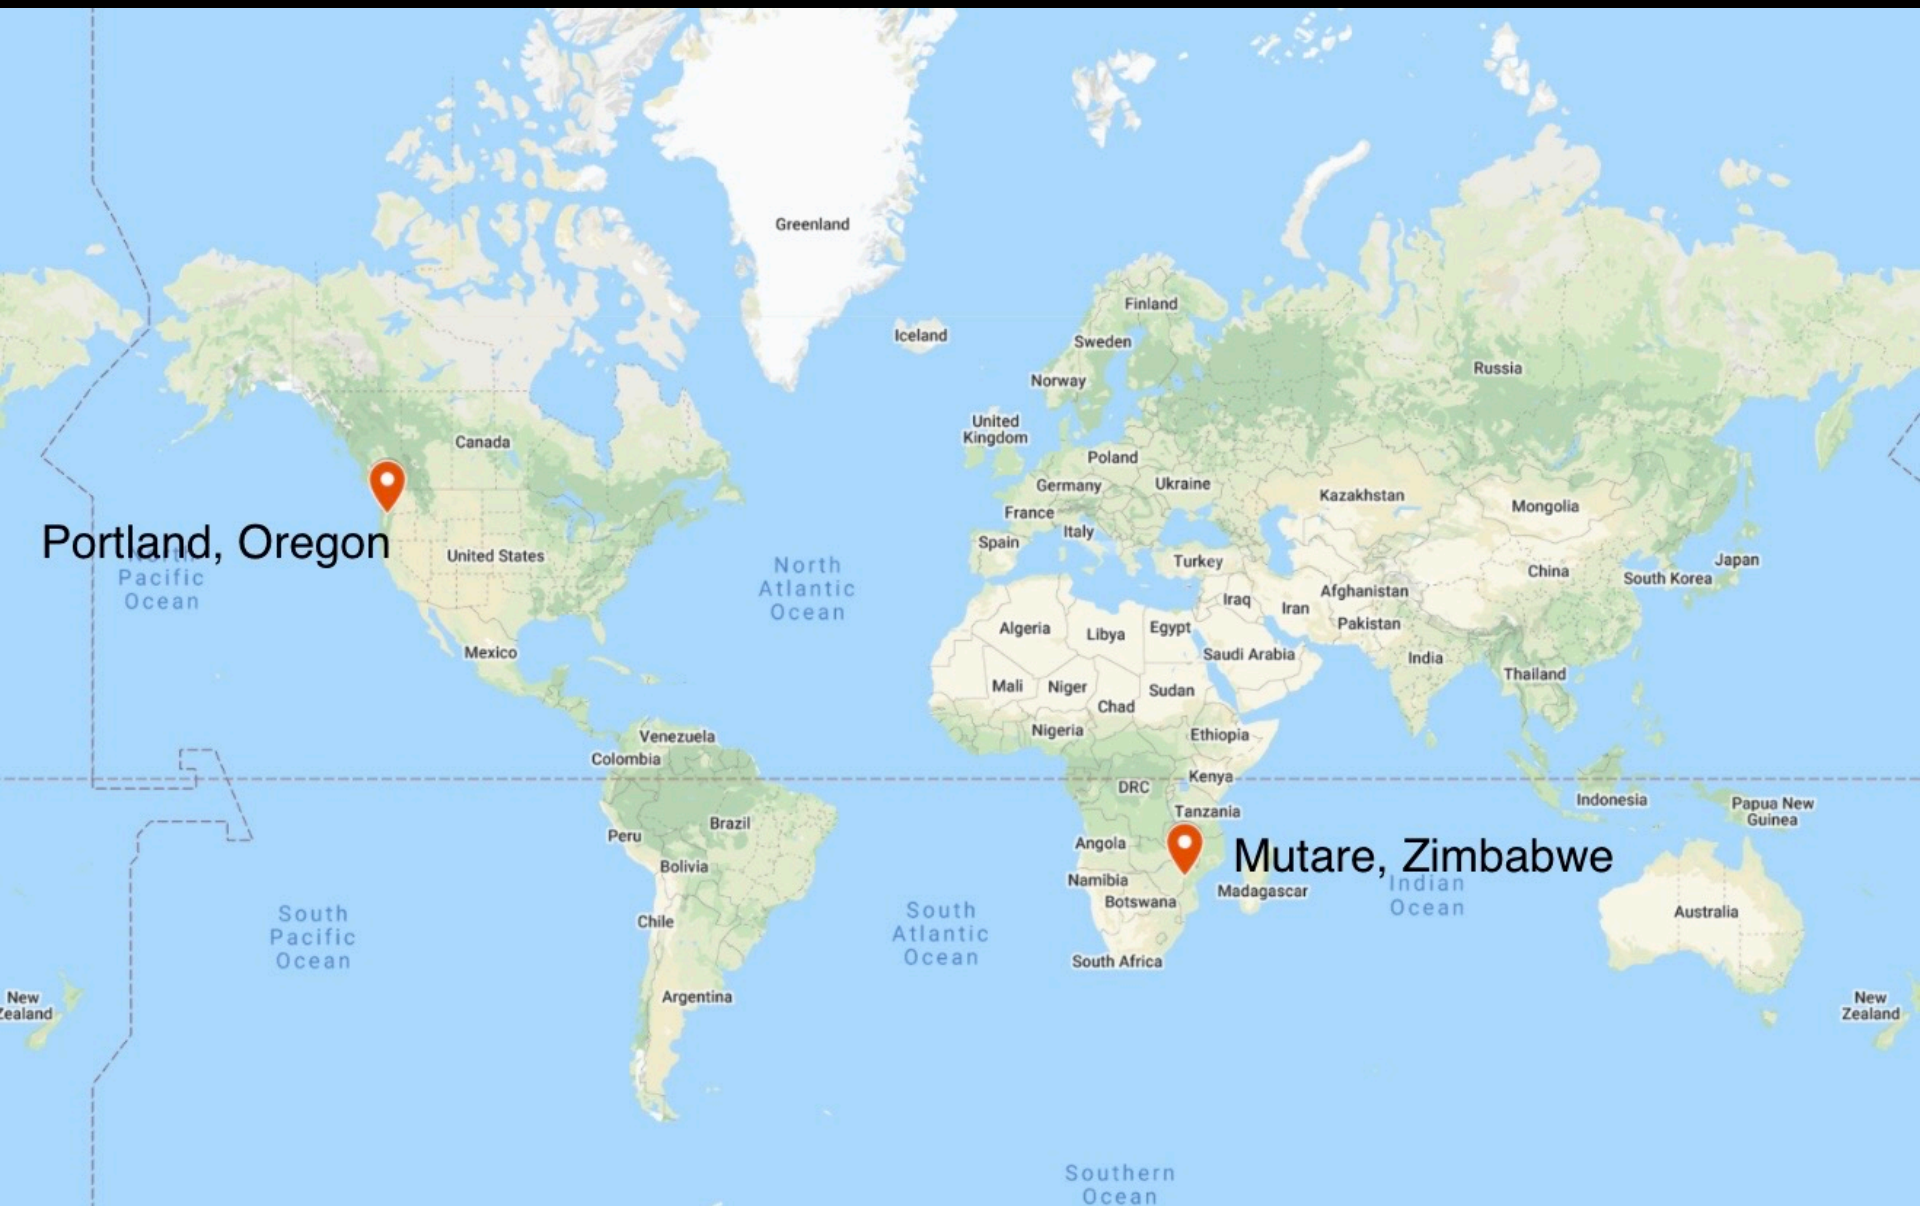 Greenland
Finland
Iceland
Sweden
Russia
Norway
United
Kingdom
Canada
Poland
Germany
Ukraine
Kazakhstan
Mongolia
France
Italy
Spain
Portland, Oregon
North
Pacific
Ocean
United States
North
Atlantic
Ocean
Turkey
Japan
China
South Korea
Afghanistan
Iraq
Iran
Pakistan
Algeria
Libya
Egypt
Saudi Arabia
India
Mexico
Thailand
Mali
Niger
Sudan
Chad
Nigeria
Ethiopia
Venezuela
Colombia
Kenya
DRC
Indonesia
Papua New
Guinea
Tanzania
Brazil
Peru
Angola
Mutare, Zimbabwe
Bolivia
Namibia
Madagascar
Indian
Ocean
Botswana
Australia
Chile
South
Pacific
Ocean
South
Atlantic
Ocean
South Africa
Argentina
New
Zealand
New
Zealand
Southern
Ocean